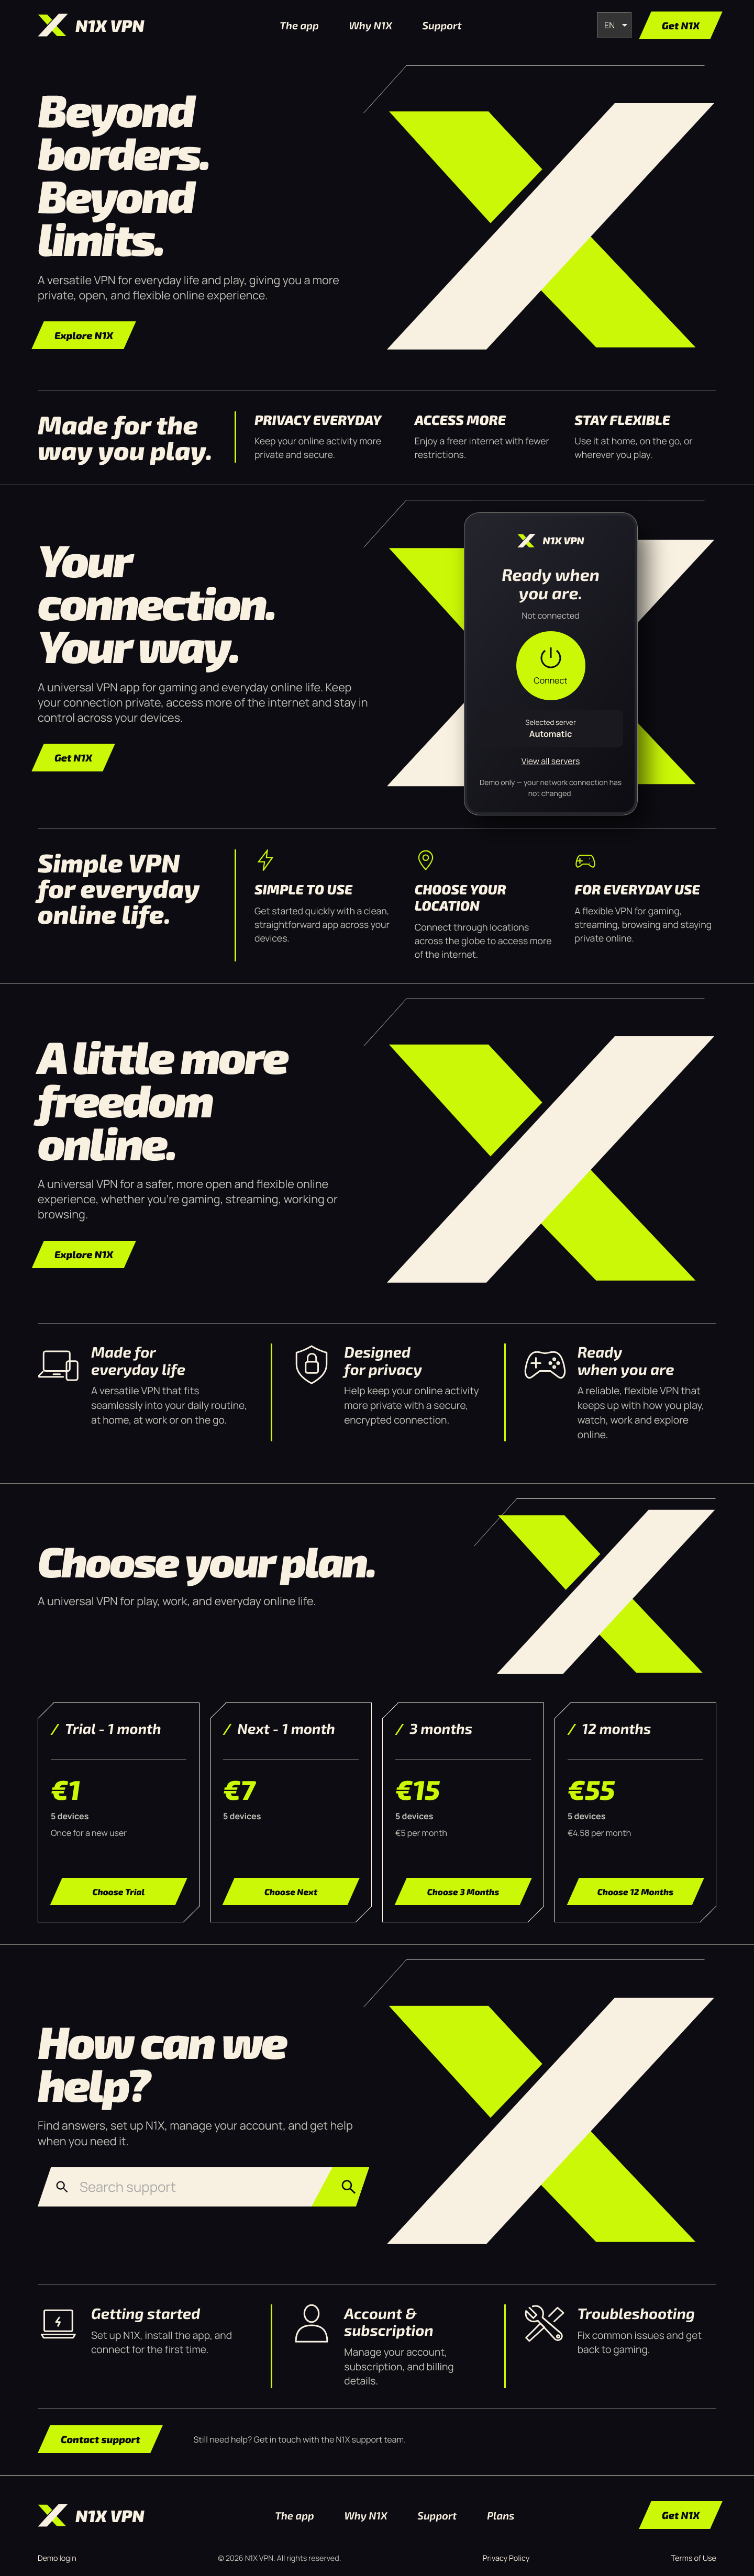 N1X VPN
The app
Why N1X
Support
EN
Get N1X
Beyond
borders.
Beyond
limits.
A versatile VPN for everyday life and play, giving you a more
private, open, and flexible online experience.
Explore N1X
Made for the
way you play.
PRIVACY EVERYDAY
Keep your online activity more
private and secure.
ACCESS MORE
Enjoy a freer internet with fewer
restrictions.
STAY FLEXIBLE
Use it at home, on the go, or
wherever you play.
Your
connection.
Your way.
A universal VPN app for gaming and everyday online life. Keep
your connection private, access more of the internet and stay in
control across your devices.
Get N1X
N1X VPN
Ready when
you are.
Not connected
Connect
Selected server
Automatic
View all servers
Demo only — your network connection has
not changed.
Simple VPN
for everyday
online life.
SIMPLE TO USE
Get started quickly with a clean,
straightforward app across your
devices.
CHOOSE YOUR
LOCATION
Connect through locations
across the globe to access more
of the internet.
FOR EVERYDAY USE
A flexible VPN for gaming,
streaming, browsing and staying
private online.
A little more
freedom
online.
A universal VPN for a safer, more open and flexible online
experience, whether you're gaming, streaming, working or
browsing.
Explore N1X
Made for
everyday life
A versatile VPN that fits
seamlessly into your daily routine,
at home, at work or on the go.
Designed
for privacy
Help keep your online activity
more private with a secure,
encrypted connection.
Ready
when you are
A reliable, flexible VPN that
keeps up with how you play,
watch, work and explore
online.
Choose your plan.
A universal VPN for play, work, and everyday online life.
/ Trial - 1 month
€1
5 devices
Once for a new user
Choose Trial
/ Next - 1 month
€7
5 devices
Choose Next
/ 3 months
€15
5 devices
€5 per month
Choose 3 Months
/ 12 months
€55
5 devices
€4.58 per month
Choose 12 Months
How can we
help?
Find answers, set up N1X, manage your account, and get help
when you need it.
Search support
Getting started
Set up N1X, install the app, and
connect for the first time.
Account &
subscription
Manage your account,
subscription, and billing
details.
Troubleshooting
Fix common issues and get
back to gaming.
Contact support
Still need help? Get in touch with the N1X support team.
N1X VPN
The app
Why N1X
Support
Plans
Get N1X
Demo login
© 2026 N1X VPN. All rights reserved.
Privacy Policy
Terms of Use